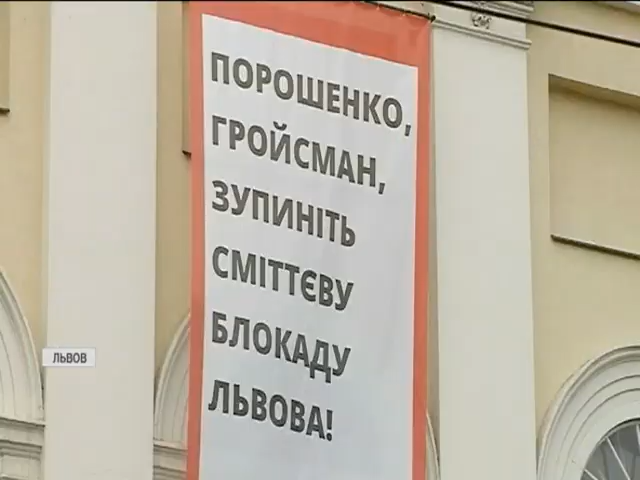 ПОРОШЕНКО,
ГРОЙСМАН,
ЗУПИНІТЬ
СМІТТЄВУ
БЛОКАДУ
ЛЬВОВА!
ЛЬВОВ